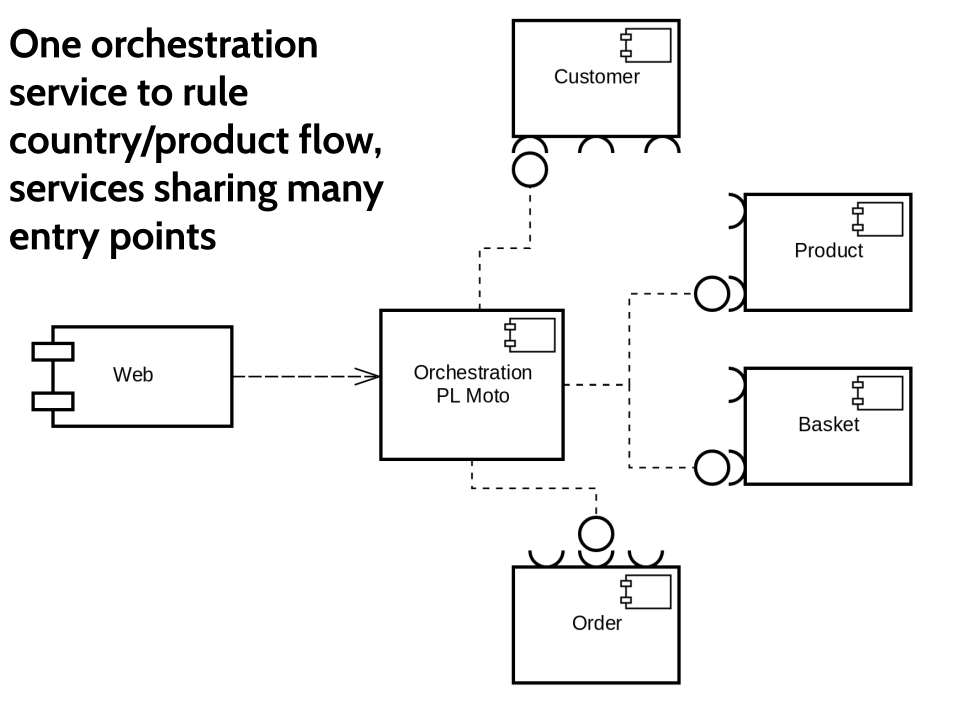 One orchestration
service to rule
country/product flow,
services sharing many
entry points
Customer
Product
Web
Orchestration
PL Moto
Basket
Order